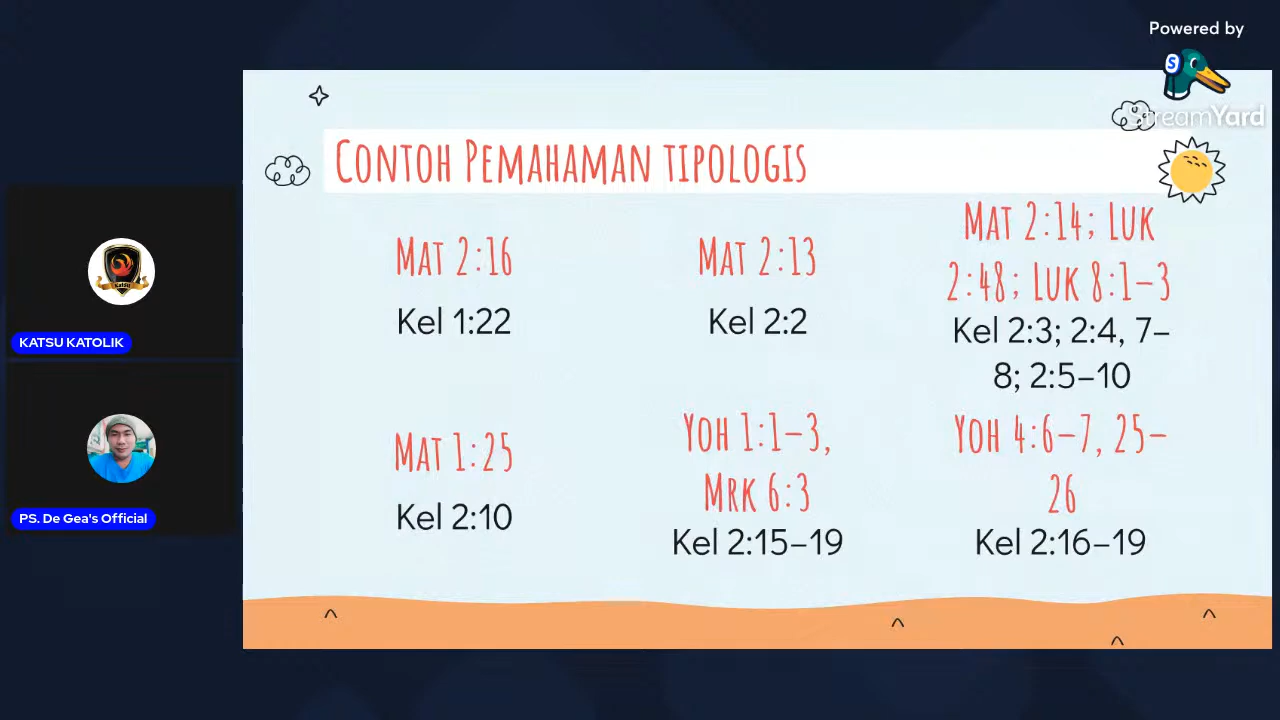 Powered by
StreamYard
CONTOH PEMAHAMAN TIPOLOGIS
MAT 2:16
Kel 1:22
MAT 2:13
Kel 2:2
MAT 2:14; LUK
2:48; LUK 8:1–3
Kel 2:3; 2:4, 7–
8; 2:5–10
MAT 1:25
Kel 2:10
YOH 1:1–3,
MRK 6:3
Kel 2:15–19
YOH 4:6–7, 25–
26
Kel 2:16–19
KATSU KATOLIK
PS. De Gea's Official